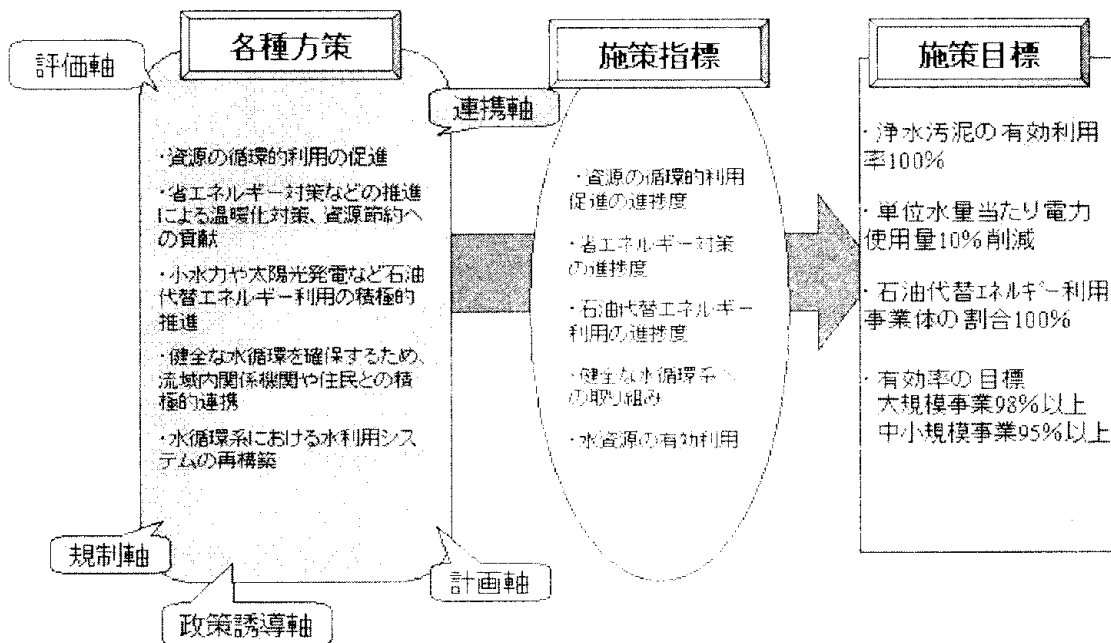 各種方策
評価軸
連携軸
・資源の循環的利用の促進
・省エネルギー対策などの推進
による温暖化対策、資源節約へ
の貢献
・小水力や太陽光発電など石油
代替エネルギー利用の積極的
推進
・健全な水循環を確保するため、
流域内関係機関や住民との積
極的連携
・水循環系における水利用シス
テムの再構築
規制軸
政策誘導軸
計画軸
施策指標
・資源の循環的利用
促進の進捗度
・省エネルギー対策
の進捗度
・石油代替エネルギー
利用の進捗度
・健全な水循環系へ
の取り組み
・水資源の有効利用
施策目標
・浄水汚泥の有効利用
率100%
・単位水量当たり電力
使用量10%削減
・石油代替エネルギー利用
事業体の割合100%
・有効率の目標
大規模事業98%以上
中小規模事業95%以上